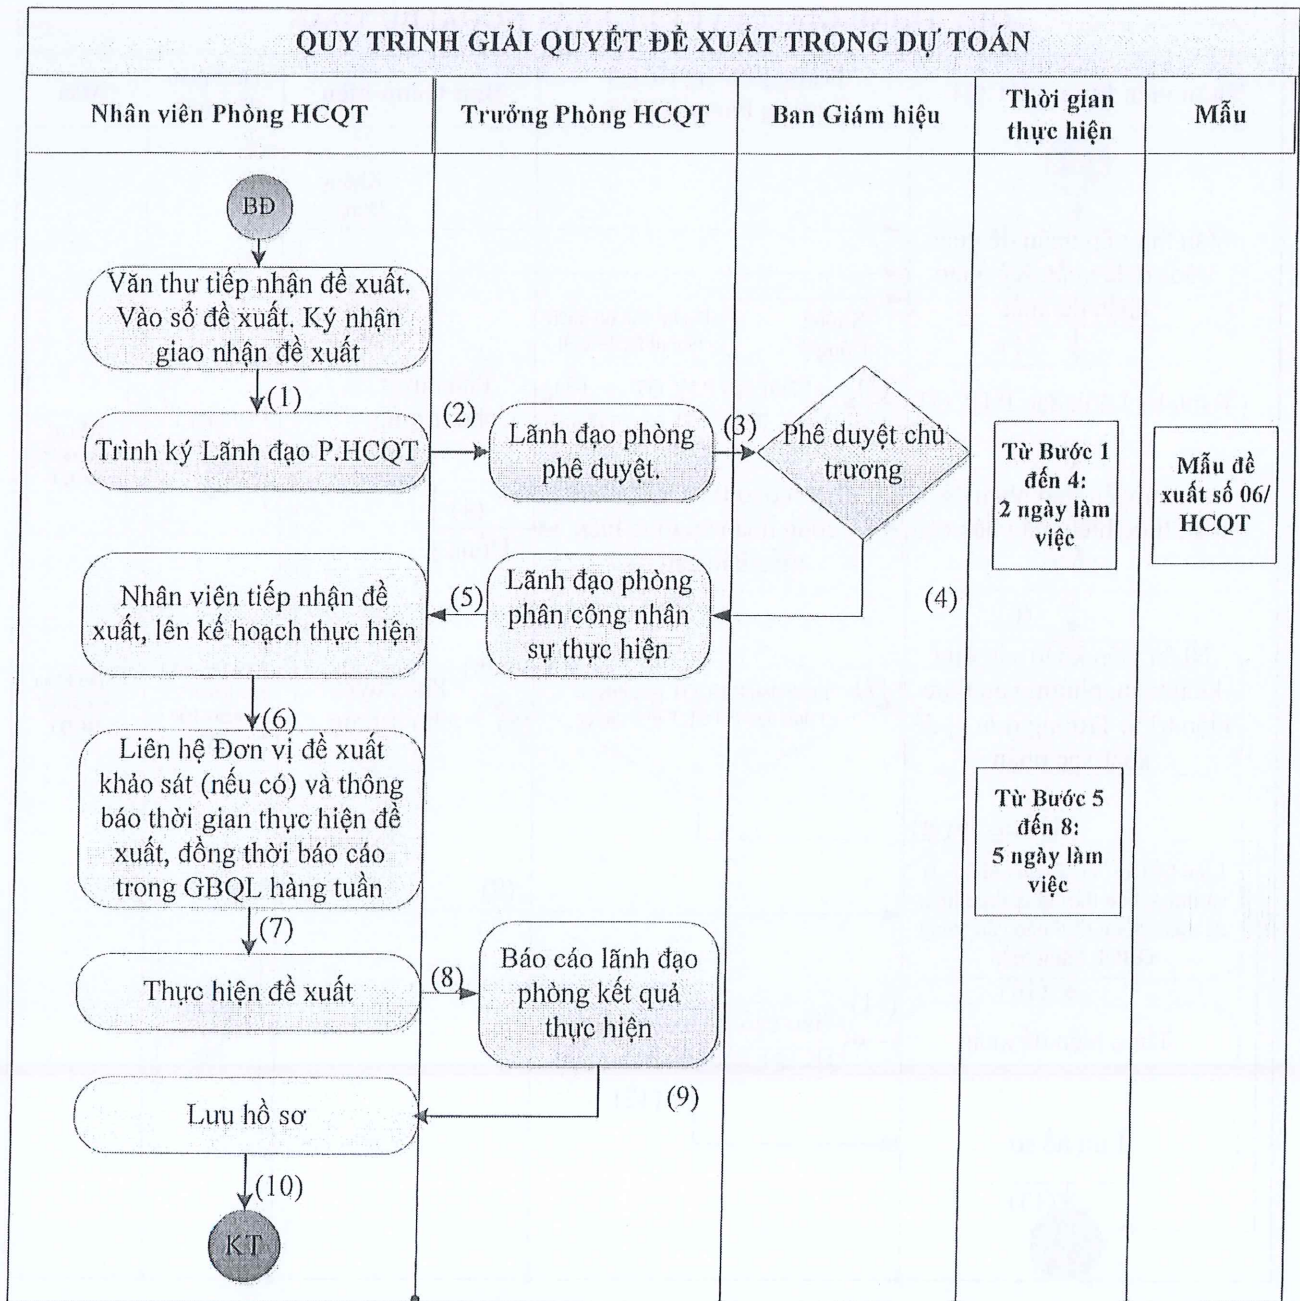 QUY TRÌNH GIẢI QUYẾT ĐỀ XUẤT TRONG DỰ TOÁN
Nhân viên Phòng HCQT
Trưởng Phòng HCQT
Ban Giám hiệu
Thời gian
thực hiện
Mẫu
BĐ
Văn thư tiếp nhận đề xuất.
Vào sổ đề xuất. Ký nhận
giao nhận đề xuất
(1)
Trình ký Lãnh đạo P.HCQT
(2)
Lãnh đạo phòng
phê duyệt.
(3)
Phê duyệt chủ
trương
Từ Bước 1
đến 4:
2 ngày làm
việc
Mẫu đề
xuất số 06/
HCQT
(4)
Lãnh đạo phòng
phân công nhân
sự thực hiện
(5)
Nhân viên tiếp nhận đề
xuất, lên kế hoạch thực hiện
(6)
Liên hệ Đơn vị đề xuất
khảo sát (nếu có) và thông
báo thời gian thực hiện đề
xuất, đồng thời báo cáo
trong GBQL hàng tuần
Từ Bước 5
đến 8:
5 ngày làm
việc
(7)
Thực hiện đề xuất
(8)
Báo cáo lãnh đạo
phòng kết quả
thực hiện
(9)
Lưu hồ sơ
(10)
KT